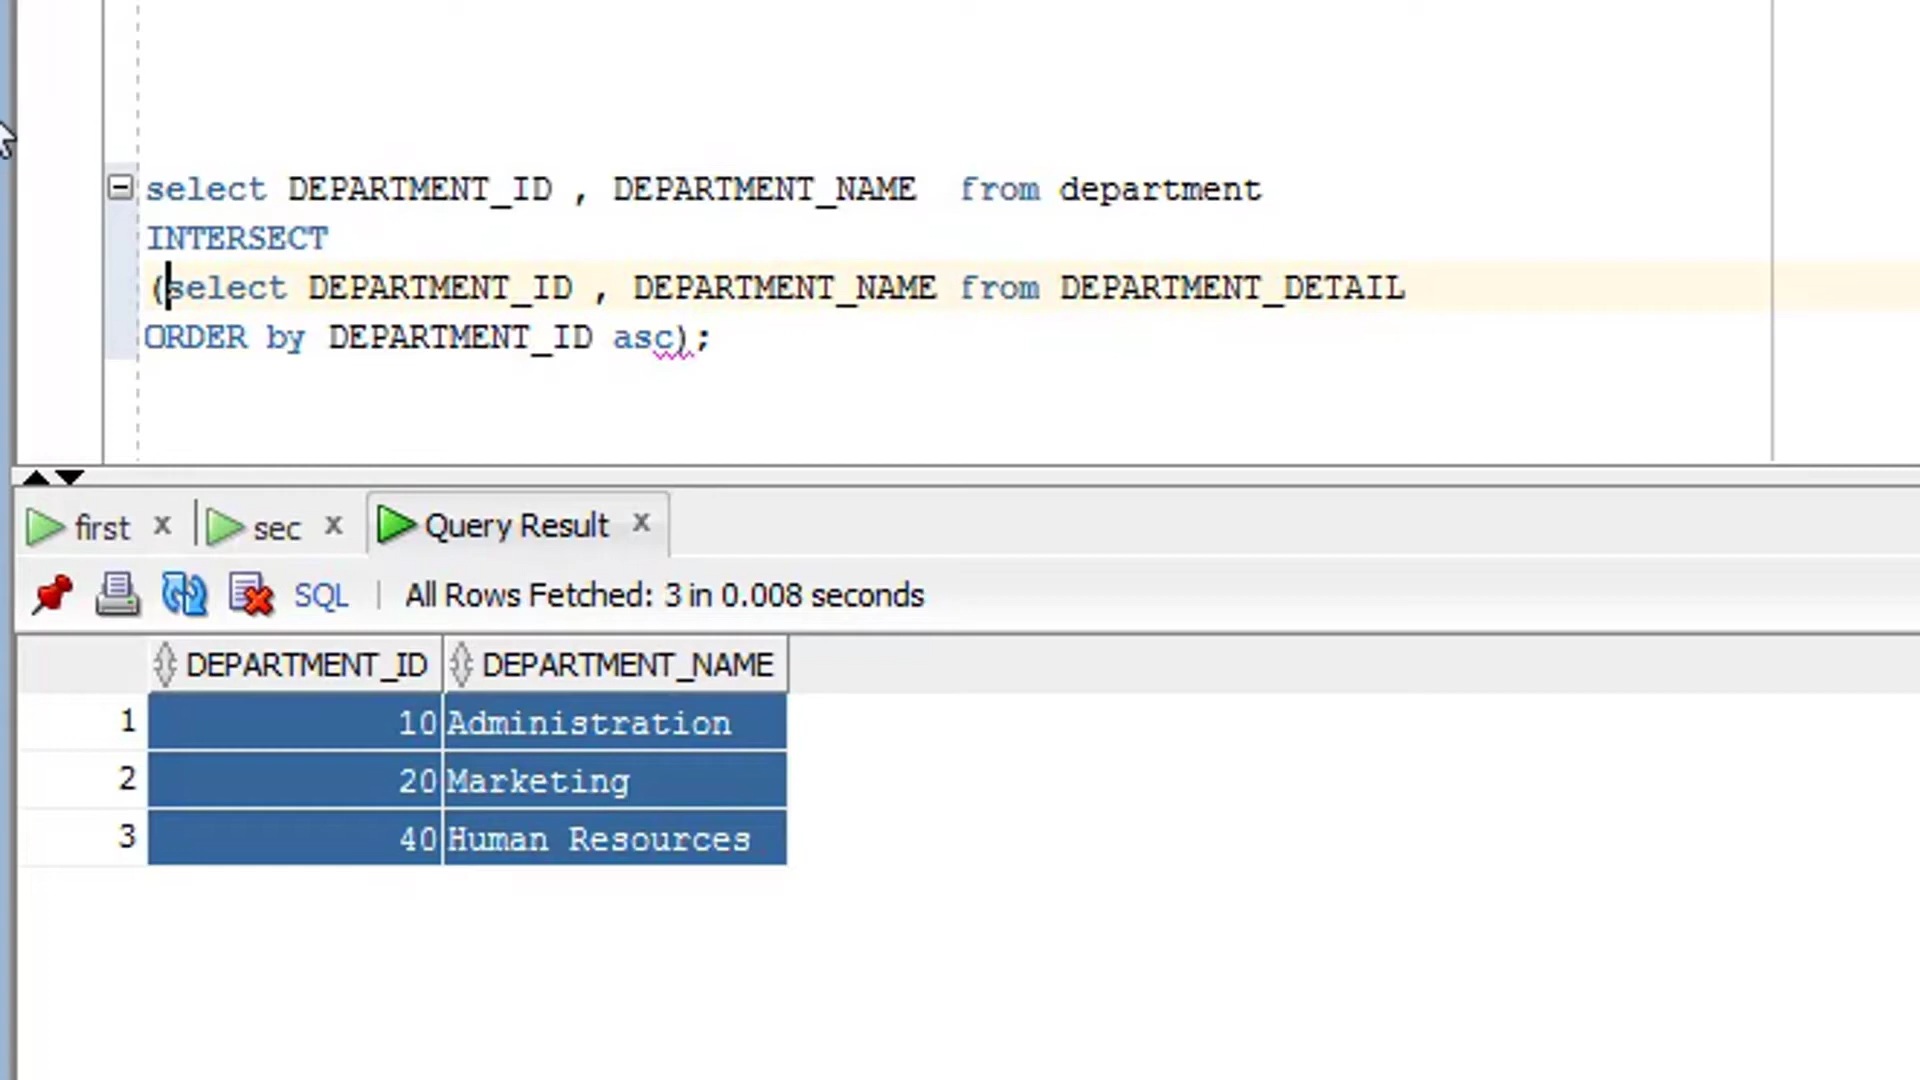 select DEPARTMENT_ID , DEPARTMENT_NAME  from department
INTERSECT
(select DEPARTMENT_ID , DEPARTMENT_NAME from DEPARTMENT_DETAIL
ORDER by DEPARTMENT_ID asc);
first x sec x Query Result x
SQL | All Rows Fetched: 3 in 0.008 seconds
DEPARTMENT_ID DEPARTMENT_NAME
1 10 Administration
2 20 Marketing
3 40 Human Resources